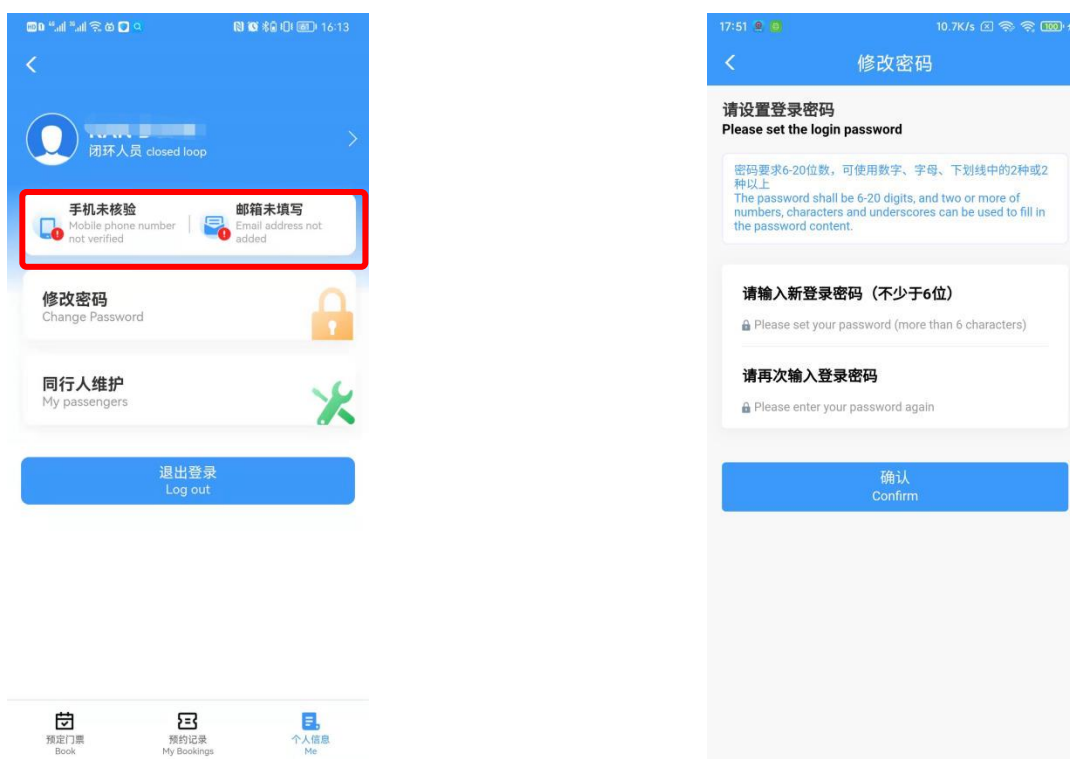 16:13
闭环人员 closed loop
手机未核验
Mobile phone number
not verified
邮箱未填写
Email address not
added
修改密码
Change Password
同行人维护
My passengers
退出登录
Log out
预定门票
Book
预约记录
My Bookings
个人信息
Me
17:51
10.7K/s
100
修改密码
请设置登录密码
Please set the login password
密码要求6-20位数，可使用数字、字母、下划线中的2种或2
种以上
The password shall be 6-20 digits, and two or more of
numbers, characters and underscores can be used to fill in
the password content.
请输入新登录密码（不少于6位）
Please set your password (more than 6 characters)
请再次输入登录密码
Please enter your password again
确认
Confirm